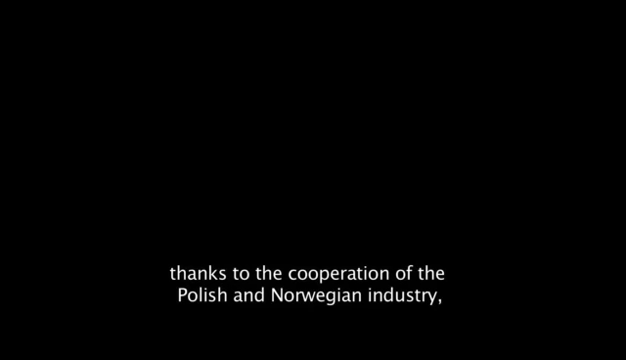 thanks to the cooperation of the
Polish and Norwegian industry,